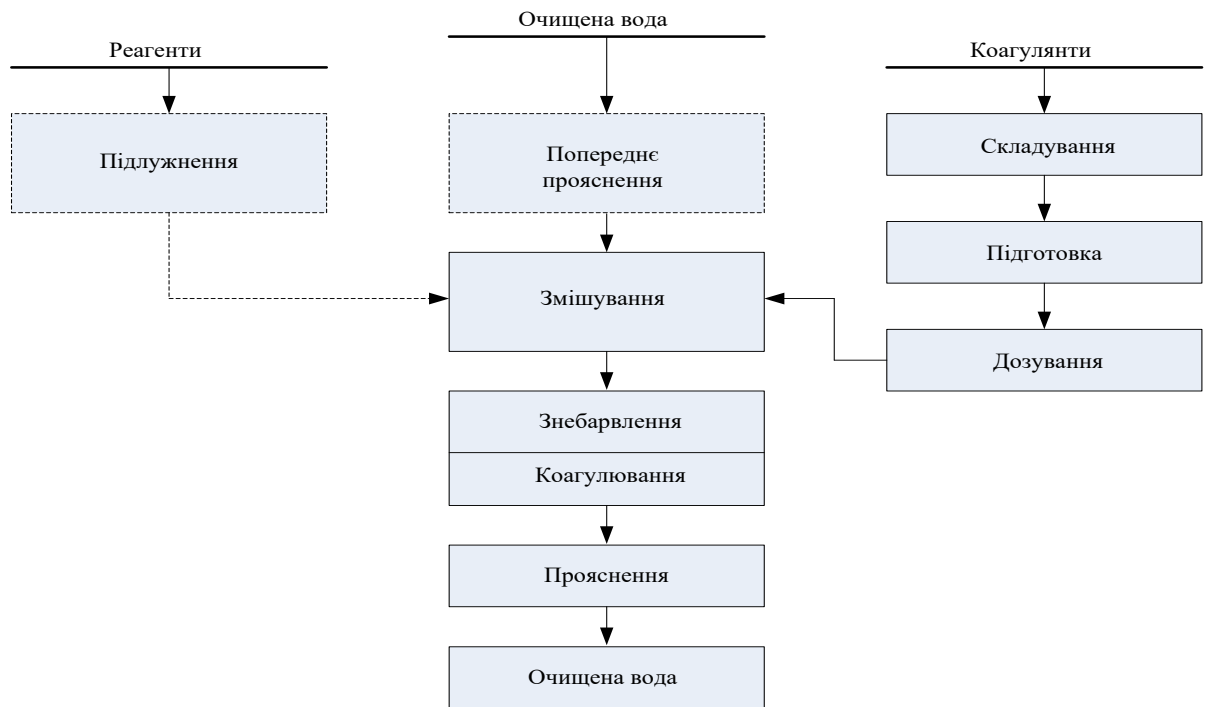 Очищена вода
Реагенти
Коагулянти
Підлужнення
Попереднє
прояснення
Складування
Підготовка
Змішування
Дозування
Знебарвлення
Коагулювання
Прояснення
Очищена вода